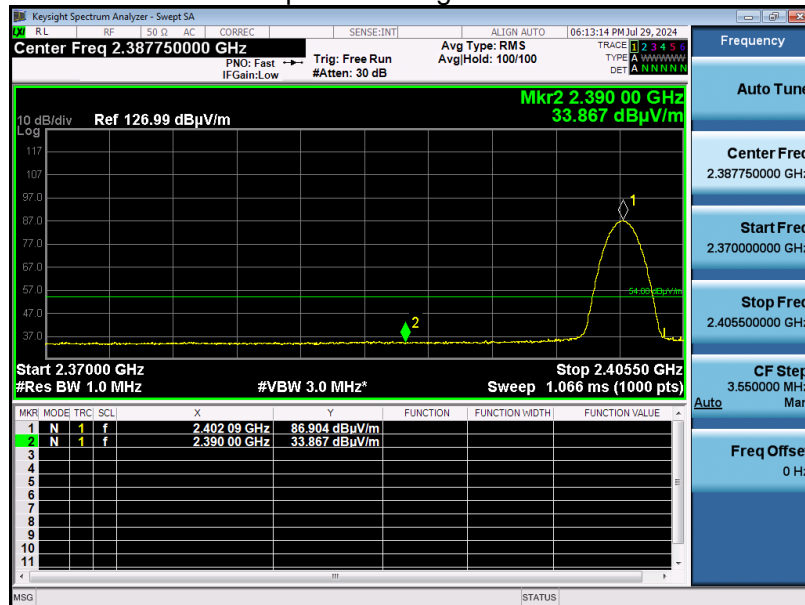 Keysight Spectrum Analyzer - Swept SA
LXI RL RF 50 Ω AC CORREC SENSE:INT ALIGN AUTO 06:13:14 PM Jul 29, 2024
Center Freq 2.387750000 GHz
PNO: Fast
IFGain:Low
Trig: Free Run
#Atten: 30 dB
Avg Type: RMS
Avg|Hold: 100/100
TRACE 1 2 3 4 5 6
TYPE A WWWWW
DET A N N N N N
Mkr2 2.390 00 GHz
33.867 dBµV/m
10 dB/div Ref 126.99 dBµV/m
Log
117
107
97.0
87.0
77.0
67.0
57.0
47.0
37.0
1
2
54.00 dBµV/m
Start 2.37000 GHz Stop 2.40550 GHz
#Res BW 1.0 MHz #VBW 3.0 MHz* Sweep 1.066 ms (1000 pts)
MKR MODE TRC SCL X Y FUNCTION FUNCTION WIDTH FUNCTION VALUE
1 N 1 f 2.402 09 GHz 86.904 dBµV/m
2 N 1 f 2.390 00 GHz 33.867 dBµV/m
3
4
5
6
7
8
9
10
11
MSG STATUS
Frequency
Auto Tune
Center Freq
2.387750000 GHz
Start Freq
2.370000000 GHz
Stop Freq
2.405500000 GHz
CF Step
3.550000 MHz
Auto Man
Freq Offset
0 Hz